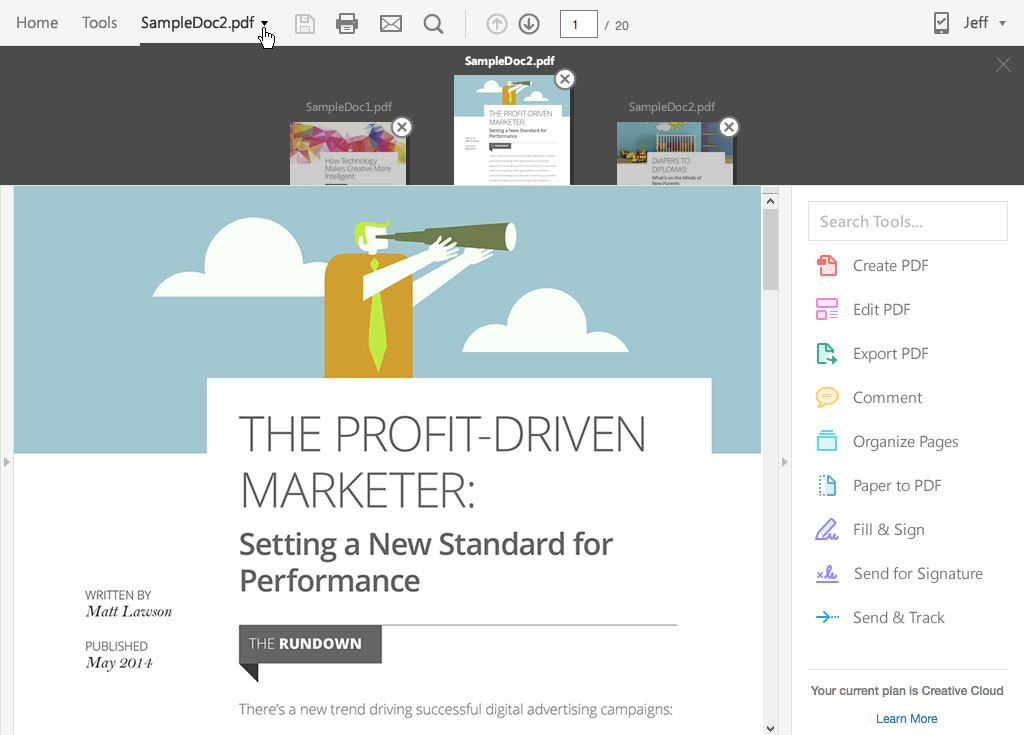 Home Tools SampleDoc2.pdf 1 / 20 Jeff
SampleDoc2.pdf
SampleDoc1.pdf
SampleDoc2.pdf
THE PROFIT-DRIVEN
MARKETER:
Setting a New Standard for
Performance
THE RUNDOWN
How Technology
Makes Creative More
Intelligent
DIAPERS TO
DIPLOMAS:
What's on the Minds of
New Parents
THE PROFIT-DRIVEN
MARKETER:
Setting a New Standard for
Performance
WRITTEN BY
Matt Lawson
PUBLISHED
May 2014
THE RUNDOWN
There's a new trend driving successful digital advertising campaigns:
Search Tools...
Create PDF
Edit PDF
Export PDF
Comment
Organize Pages
Paper to PDF
Fill & Sign
Send for Signature
Send & Track
Your current plan is Creative Cloud
Learn More